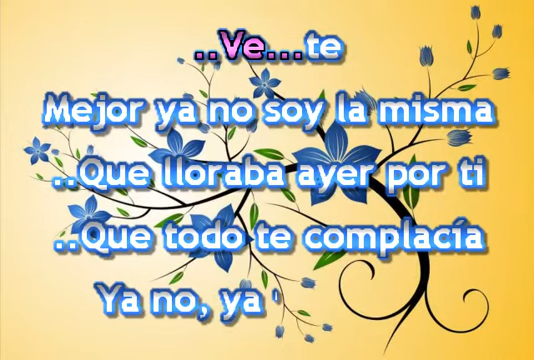 ..Ve...te
Mejor ya no soy la misma
..Que lloraba ayer por ti
..Que todo te complacía
Ya no, ya